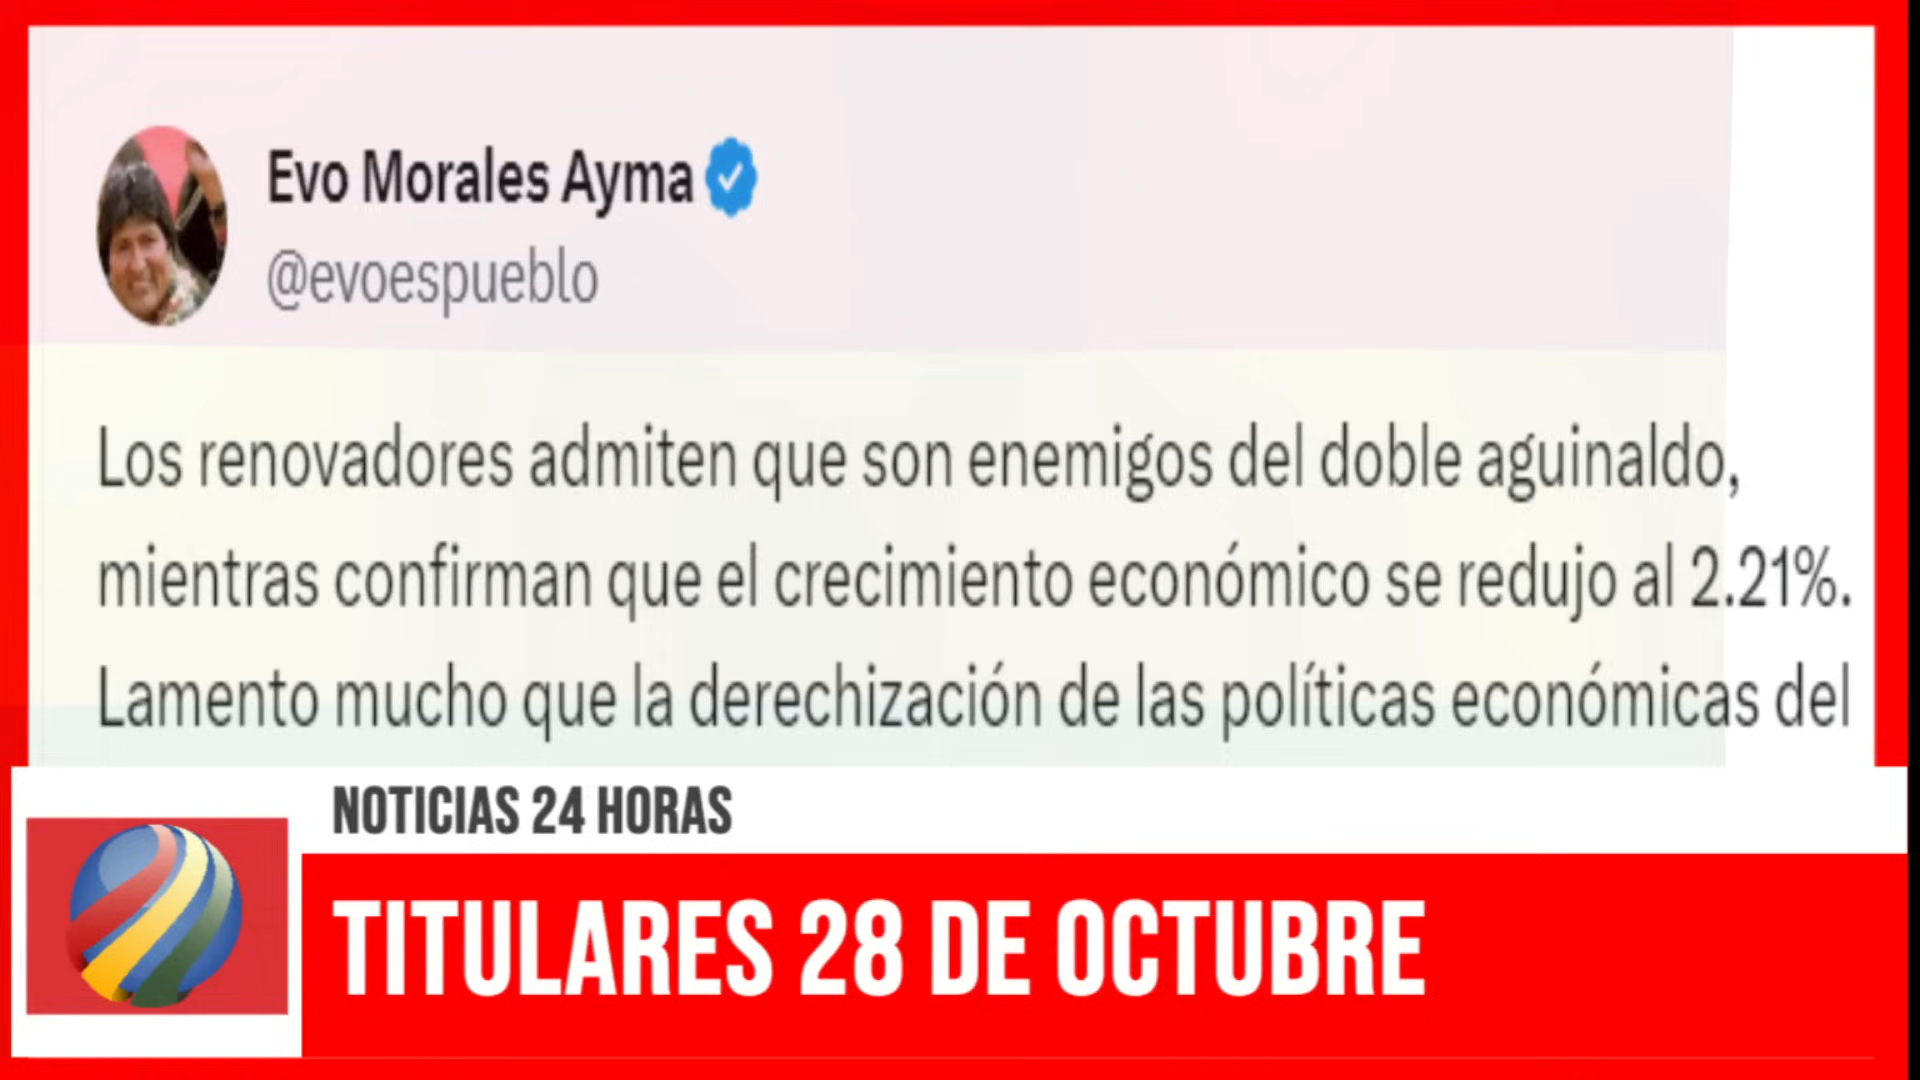 Evo Morales Ayma
@evoespueblo
Los renovadores admiten que son enemigos del doble aguinaldo,
mientras confirman que el crecimiento económico se redujo al 2.21%.
Lamento mucho que la derechización de las políticas económicas del
NOTICIAS 24 HORAS
TITULARES 28 DE OCTUBRE